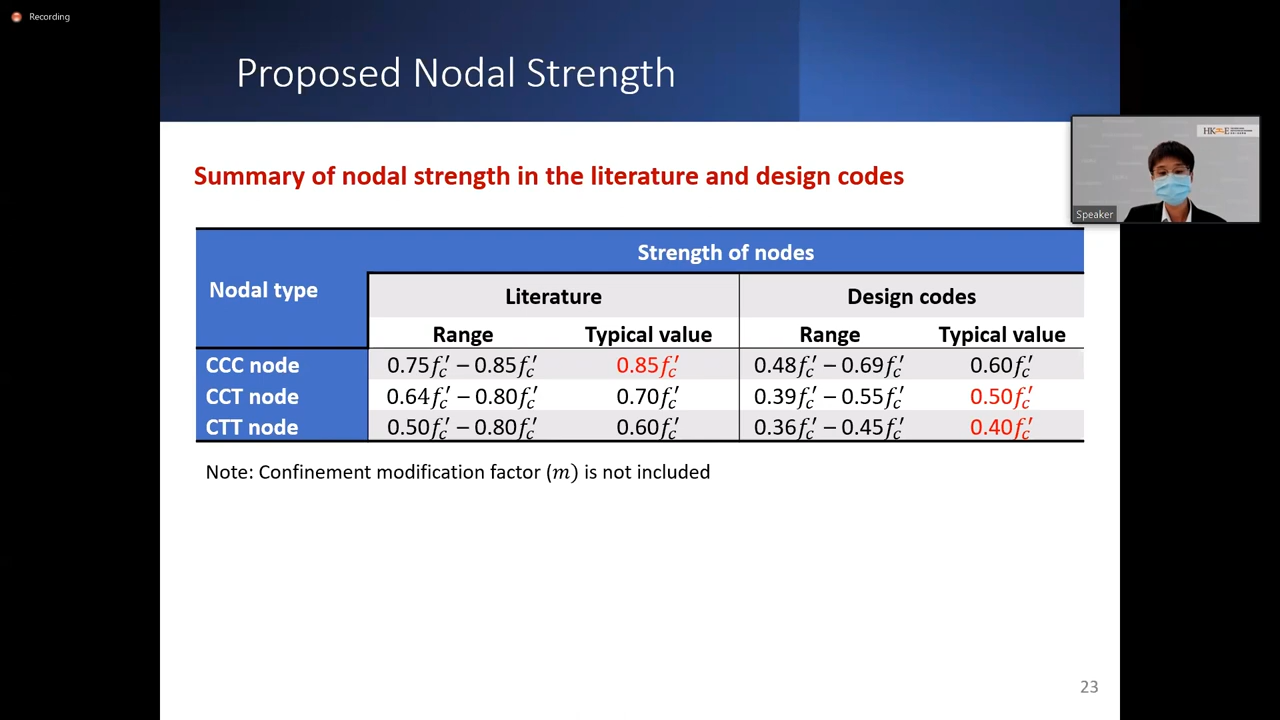 Recording
Proposed Nodal Strength
Summary of nodal strength in the literature and design codes
Nodal type
Strength of nodes
Literature
Design codes
Range
Typical value
Range
Typical value
CCC node 0.75f′c – 0.85f′c 0.85f′c 0.48f′c – 0.69f′c 0.60f′c
CCT node 0.64f′c – 0.80f′c 0.70f′c 0.39f′c – 0.55f′c 0.50f′c
CTT node 0.50f′c – 0.80f′c 0.60f′c 0.36f′c – 0.45f′c 0.40f′c
Note: Confinement modification factor (m) is not included
Speaker
23